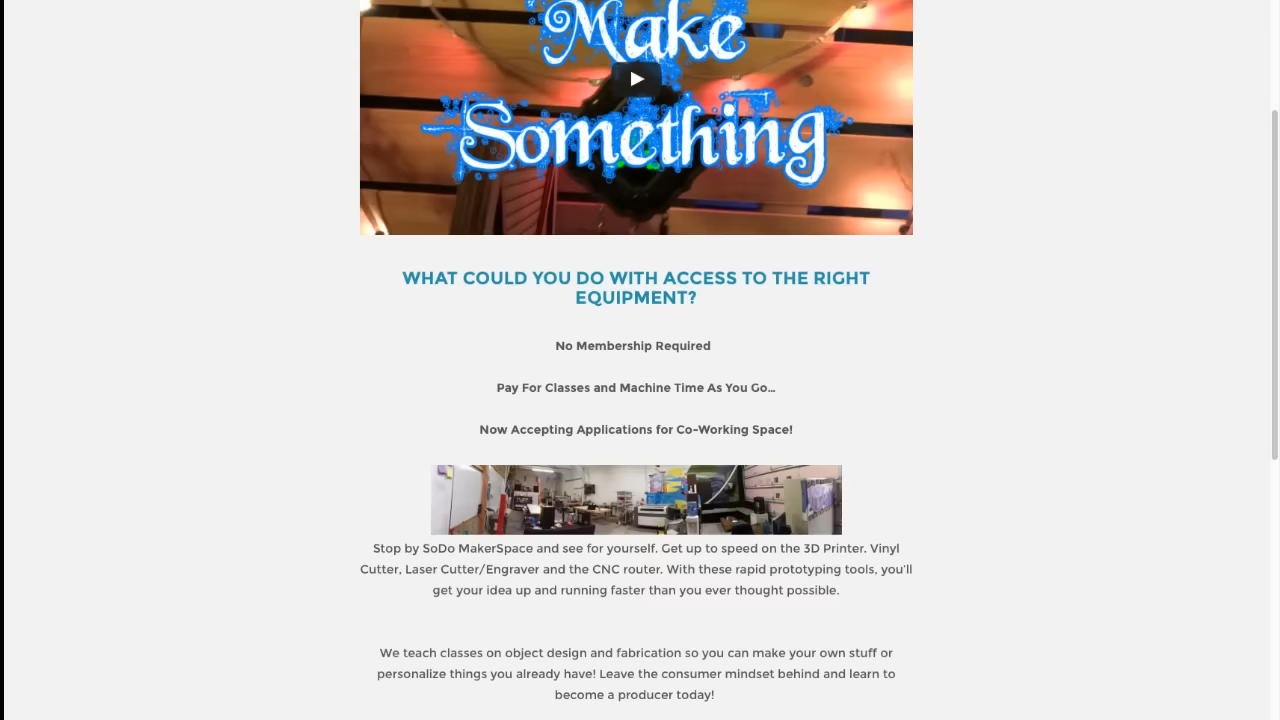 Make
Something
WHAT COULD YOU DO WITH ACCESS TO THE RIGHT
EQUIPMENT?
No Membership Required
Pay For Classes and Machine Time As You Go...
Now Accepting Applications for Co-Working Space!
Stop by SoDo MakerSpace and see for yourself. Get up to speed on the 3D Printer. Vinyl
Cutter, Laser Cutter/Engraver and the CNC router. With these rapid prototyping tools, you'll
get your idea up and running faster than you ever thought possible.
We teach classes on object design and fabrication so you can make your own stuff or
personalize things you already have! Leave the consumer mindset behind and learn to
become a producer today!